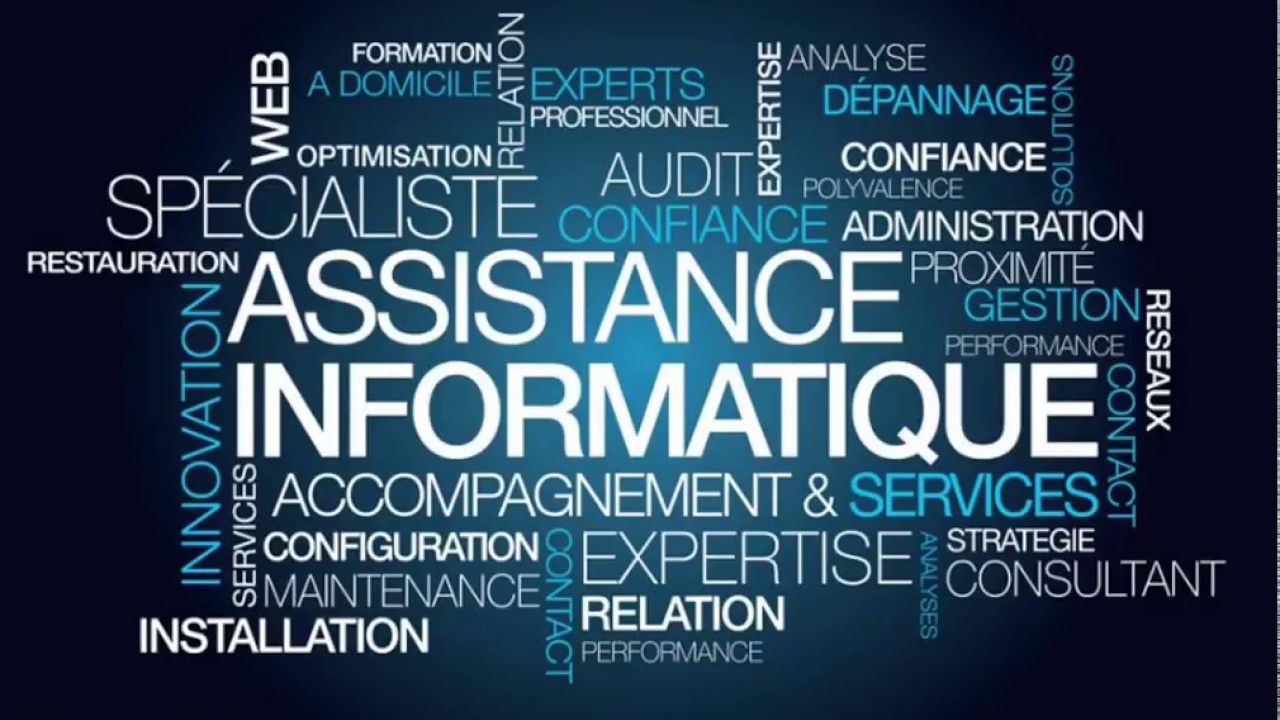 FORMATION
A DOMICILE
WEB
RELATION
EXPERTS
PROFESSIONNEL
EXPERTISE
ANALYSE
DÉPANNAGE
SOLUTIONS
OPTIMISATION
AUDIT
CONFIANCE
POLYVALENCE
SPÉCIALISTE
CONFIANCE
ADMINISTRATION
RESTAURATION
ASSISTANCE
PROXIMITÉ
GESTION
RESEAUX
INNOVATION
PERFORMANCE
INFORMATIQUE
CONTACT
SERVICES
ACCOMPAGNEMENT & SERVICES
CONFIGURATION
CONTACT
EXPERTISE
ANALYSES
STRATEGIE
MAINTENANCE
CONSULTANT
RELATION
INSTALLATION
PERFORMANCE